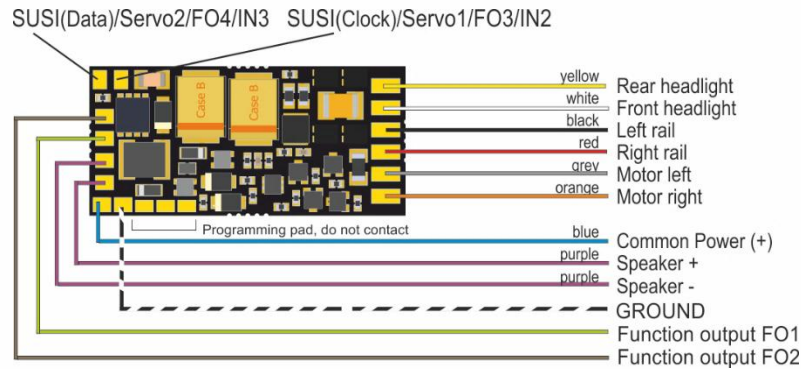 SUSI(Data)/Servo2/FO4/IN3
SUSI(Clock)/Servo1/FO3/IN2
Case B
Case B
yellow Rear headlight
white Front headlight
black Left rail
red Right rail
grey Motor left
orange Motor right
Programming pad, do not contact
blue Common Power (+)
purple Speaker +
purple Speaker -
GROUND
Function output FO1
Function output FO2